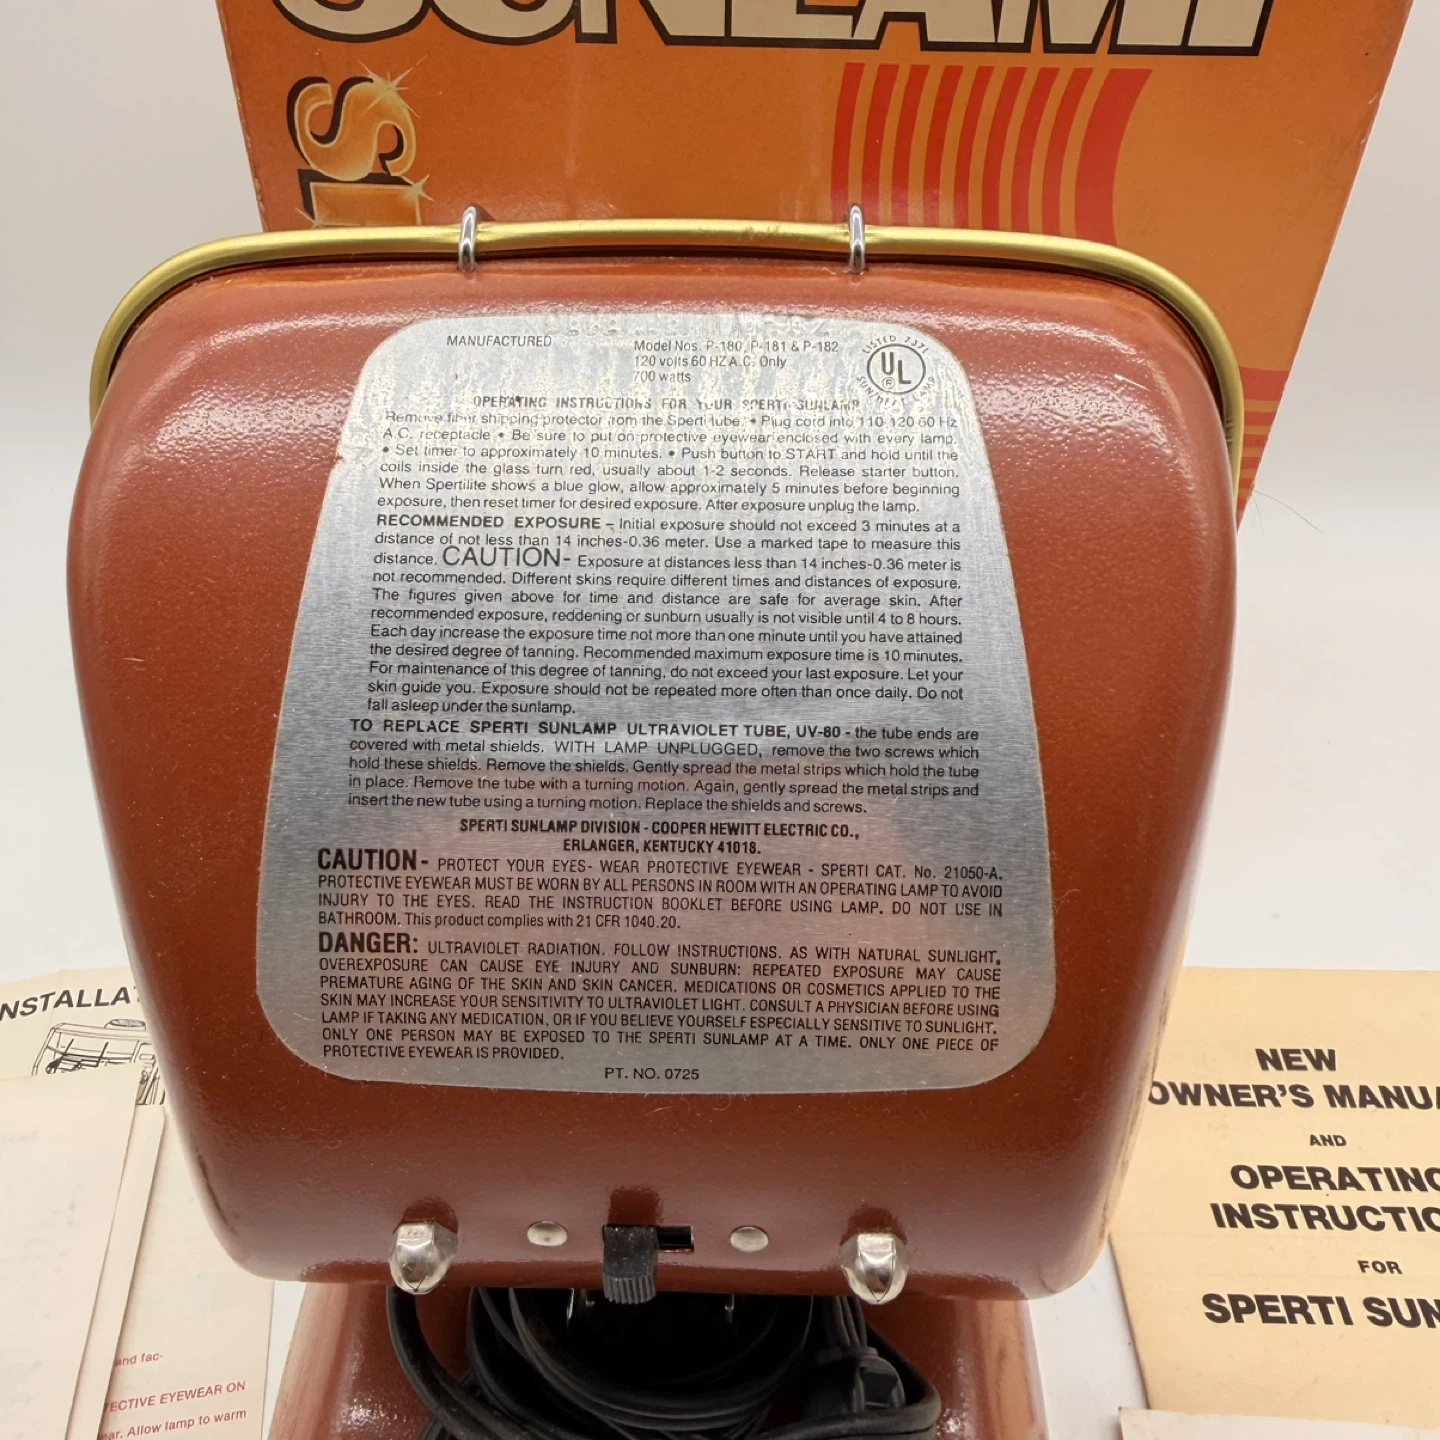 SUNLAMP
MANUFACTURED
Model Nos. P-180, P-181 & P-182
120 volts 60 HZ A.C. Only
700 watts
LISTED 737L
UL
®
SUN/HEAT LAMP
OPERATING INSTRUCTIONS FOR YOUR SPERTI SUNLAMP
Remove fiber shipping protector from the Sperti tube. • Plug cord into 110-120 60 Hz
A.C. receptacle • Be sure to put on protective eyewear enclosed with every lamp.
• Set timer to approximately 10 minutes. • Push button to START and hold until the
coils inside the glass turn red, usually about 1-2 seconds. Release starter button.
When Spertilite shows a blue glow, allow approximately 5 minutes before beginning
exposure, then reset timer for desired exposure. After exposure unplug the lamp.
RECOMMENDED EXPOSURE – Initial exposure should not exceed 3 minutes at a
distance of not less than 14 inches-0.36 meter. Use a marked tape to measure this
distance. CAUTION- Exposure at distances less than 14 inches-0.36 meter is
not recommended. Different skins require different times and distances of exposure.
The figures given above for time and distance are safe for average skin. After
recommended exposure, reddening or sunburn usually is not visible until 4 to 8 hours.
Each day increase the exposure time not more than one minute until you have attained
the desired degree of tanning. Recommended maximum exposure time is 10 minutes.
For maintenance of this degree of tanning, do not exceed your last exposure. Let your
skin guide you. Exposure should not be repeated more often than once daily. Do not
fall asleep under the sunlamp.
TO REPLACE SPERTI SUNLAMP ULTRAVIOLET TUBE, UV-80 - the tube ends are
covered with metal shields. WITH LAMP UNPLUGGED, remove the two screws which
hold these shields. Remove the shields. Gently spread the metal strips which hold the tube
in place. Remove the tube with a turning motion. Again, gently spread the metal strips and
insert the new tube using a turning motion. Replace the shields and screws.
SPERTI SUNLAMP DIVISION - COOPER HEWITT ELECTRIC CO.,
ERLANGER, KENTUCKY 41018.
CAUTION- PROTECT YOUR EYES- WEAR PROTECTIVE EYEWEAR - SPERTI CAT. No. 21050-A.
PROTECTIVE EYEWEAR MUST BE WORN BY ALL PERSONS IN ROOM WITH AN OPERATING LAMP TO AVOID
INJURY TO THE EYES. READ THE INSTRUCTION BOOKLET BEFORE USING LAMP. DO NOT USE IN
BATHROOM. This product complies with 21 CFR 1040.20.
DANGER: ULTRAVIOLET RADIATION. FOLLOW INSTRUCTIONS. AS WITH NATURAL SUNLIGHT,
OVEREXPOSURE CAN CAUSE EYE INJURY AND SUNBURN: REPEATED EXPOSURE MAY CAUSE
PREMATURE AGING OF THE SKIN AND SKIN CANCER. MEDICATIONS OR COSMETICS APPLIED TO THE
SKIN MAY INCREASE YOUR SENSITIVITY TO ULTRAVIOLET LIGHT. CONSULT A PHYSICIAN BEFORE USING
LAMP IF TAKING ANY MEDICATION, OR IF YOU BELIEVE YOURSELF ESPECIALLY SENSITIVE TO SUNLIGHT.
ONLY ONE PERSON MAY BE EXPOSED TO THE SPERTI SUNLAMP AT A TIME. ONLY ONE PIECE OF
PROTECTIVE EYEWEAR IS PROVIDED.
PT. NO. 0725
NSTALLA
and fac-
TECTIVE EYEWEAR ON
ear. Allow lamp to warm
NEW
OWNER'S MANUA
AND
OPERATING
INSTRUCTIO
FOR
SPERTI SUN